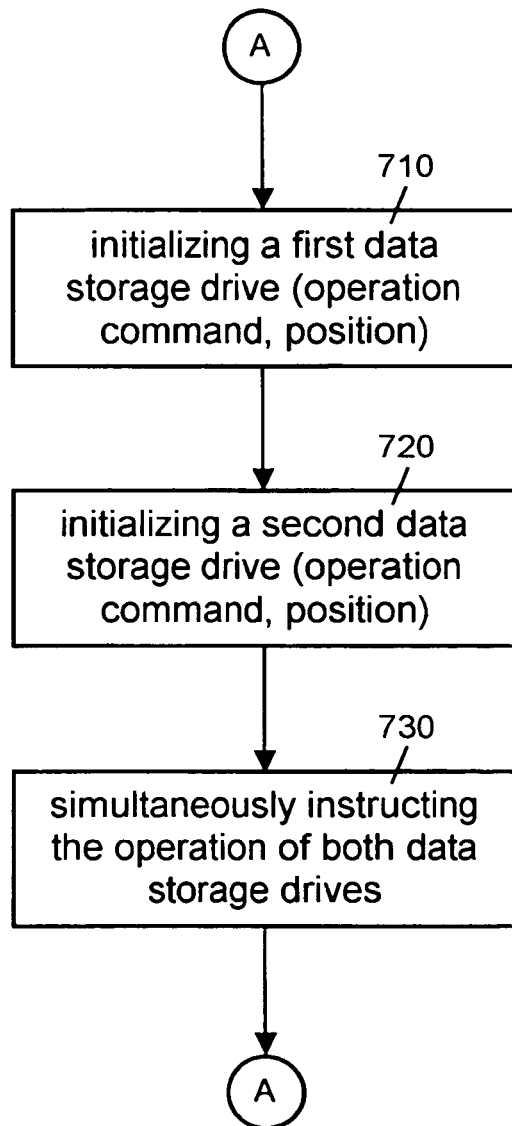 A
710
initializing a first data
storage drive (operation
command, position)
720
initializing a second data
storage drive (operation
command, position)
730
simultaneously instructing
the operation of both data
storage drives
A